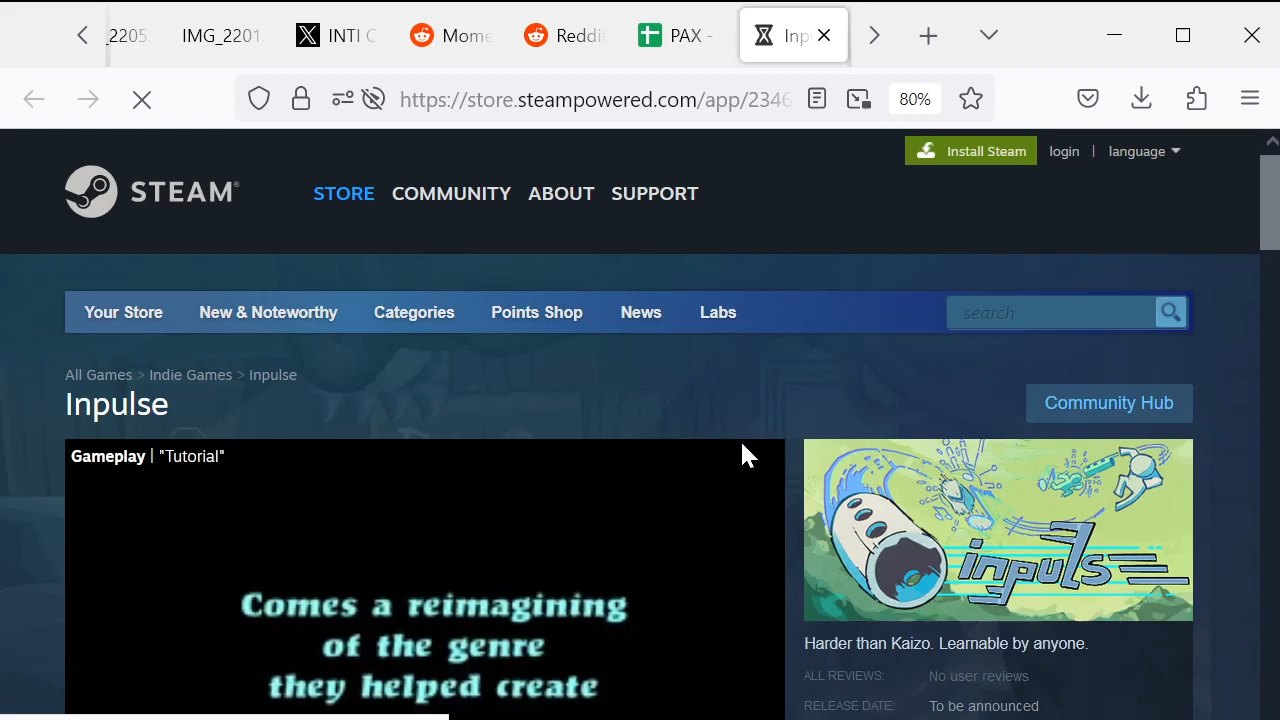 _2205
IMG_2201.
INTI C
Mome
Reddi
PAX -
Inp
https://store.steampowered.com/app/2346
80%
Install Steam
login | language
STEAM®
STORE COMMUNITY ABOUT SUPPORT
Your Store New & Noteworthy Categories Points Shop News Labs search
All Games > Indie Games > Inpulse
Inpulse
Community Hub
Gameplay | "Tutorial"
Comes a reimagining
of the genre
they helped create
inpulse
Harder than Kaizo. Learnable by anyone.
ALL REVIEWS: No user reviews
RELEASE DATE: To be announced